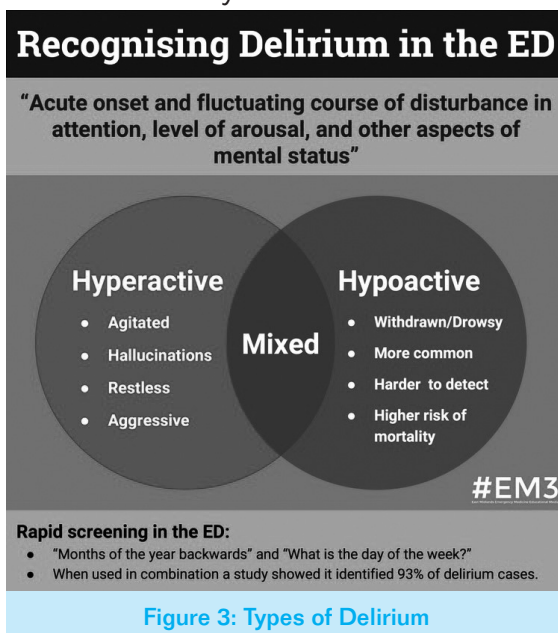 Recognising Delirium in the ED
“Acute onset and fluctuating course of disturbance in
attention, level of arousal, and other aspects of
mental status”
Hyperactive
● Agitated
● Hallucinations
● Restless
● Aggressive
Mixed
Hypoactive
● Withdrawn/Drowsy
● More common
● Harder to detect
● Higher risk of
mortality
#EM3
Rapid screening in the ED:
● “Months of the year backwards” and “What is the day of the week?”
● When used in combination a study showed it identified 93% of delirium cases.
Figure 3: Types of Delirium